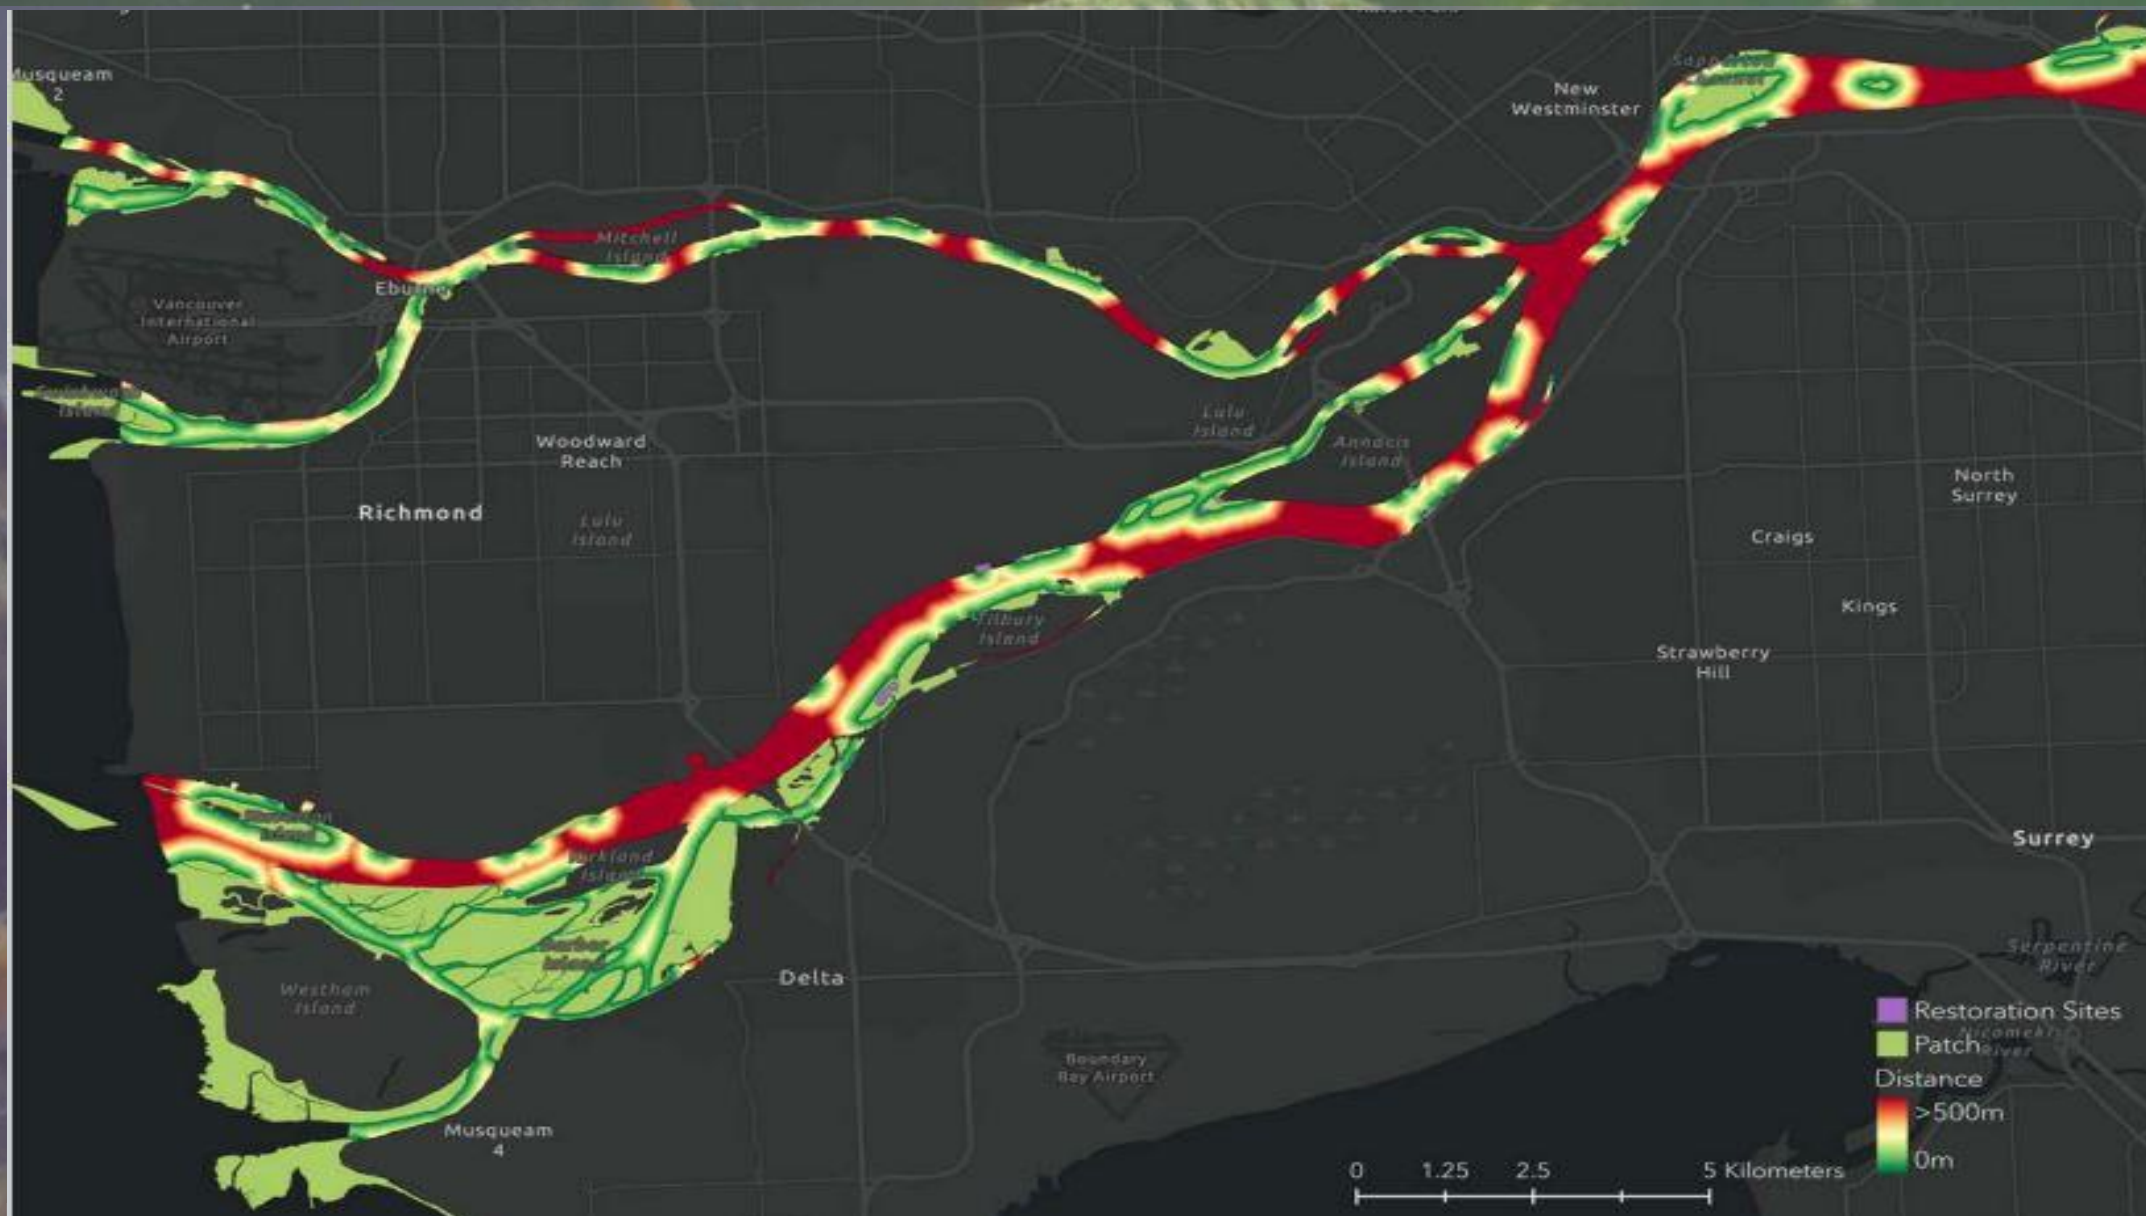 Musqueam
2
New
Westminster
Mitchell
Island
Vancouver
International
Airport
Lulu
Island
Annacis
Island
Woodward
Reach
Richmond
Lulu
Island
North
Surrey
Craigs
Kings
Tilbury
Island
Strawberry
Hill
Surrey
Island
Westham
Island
Delta
Serpentine
River
Boundary
Bay Airport
Musqueam
4
Restoration Sites
Patch
River
Distance
>500m
0m
0 1.25 2.5 5 Kilometers